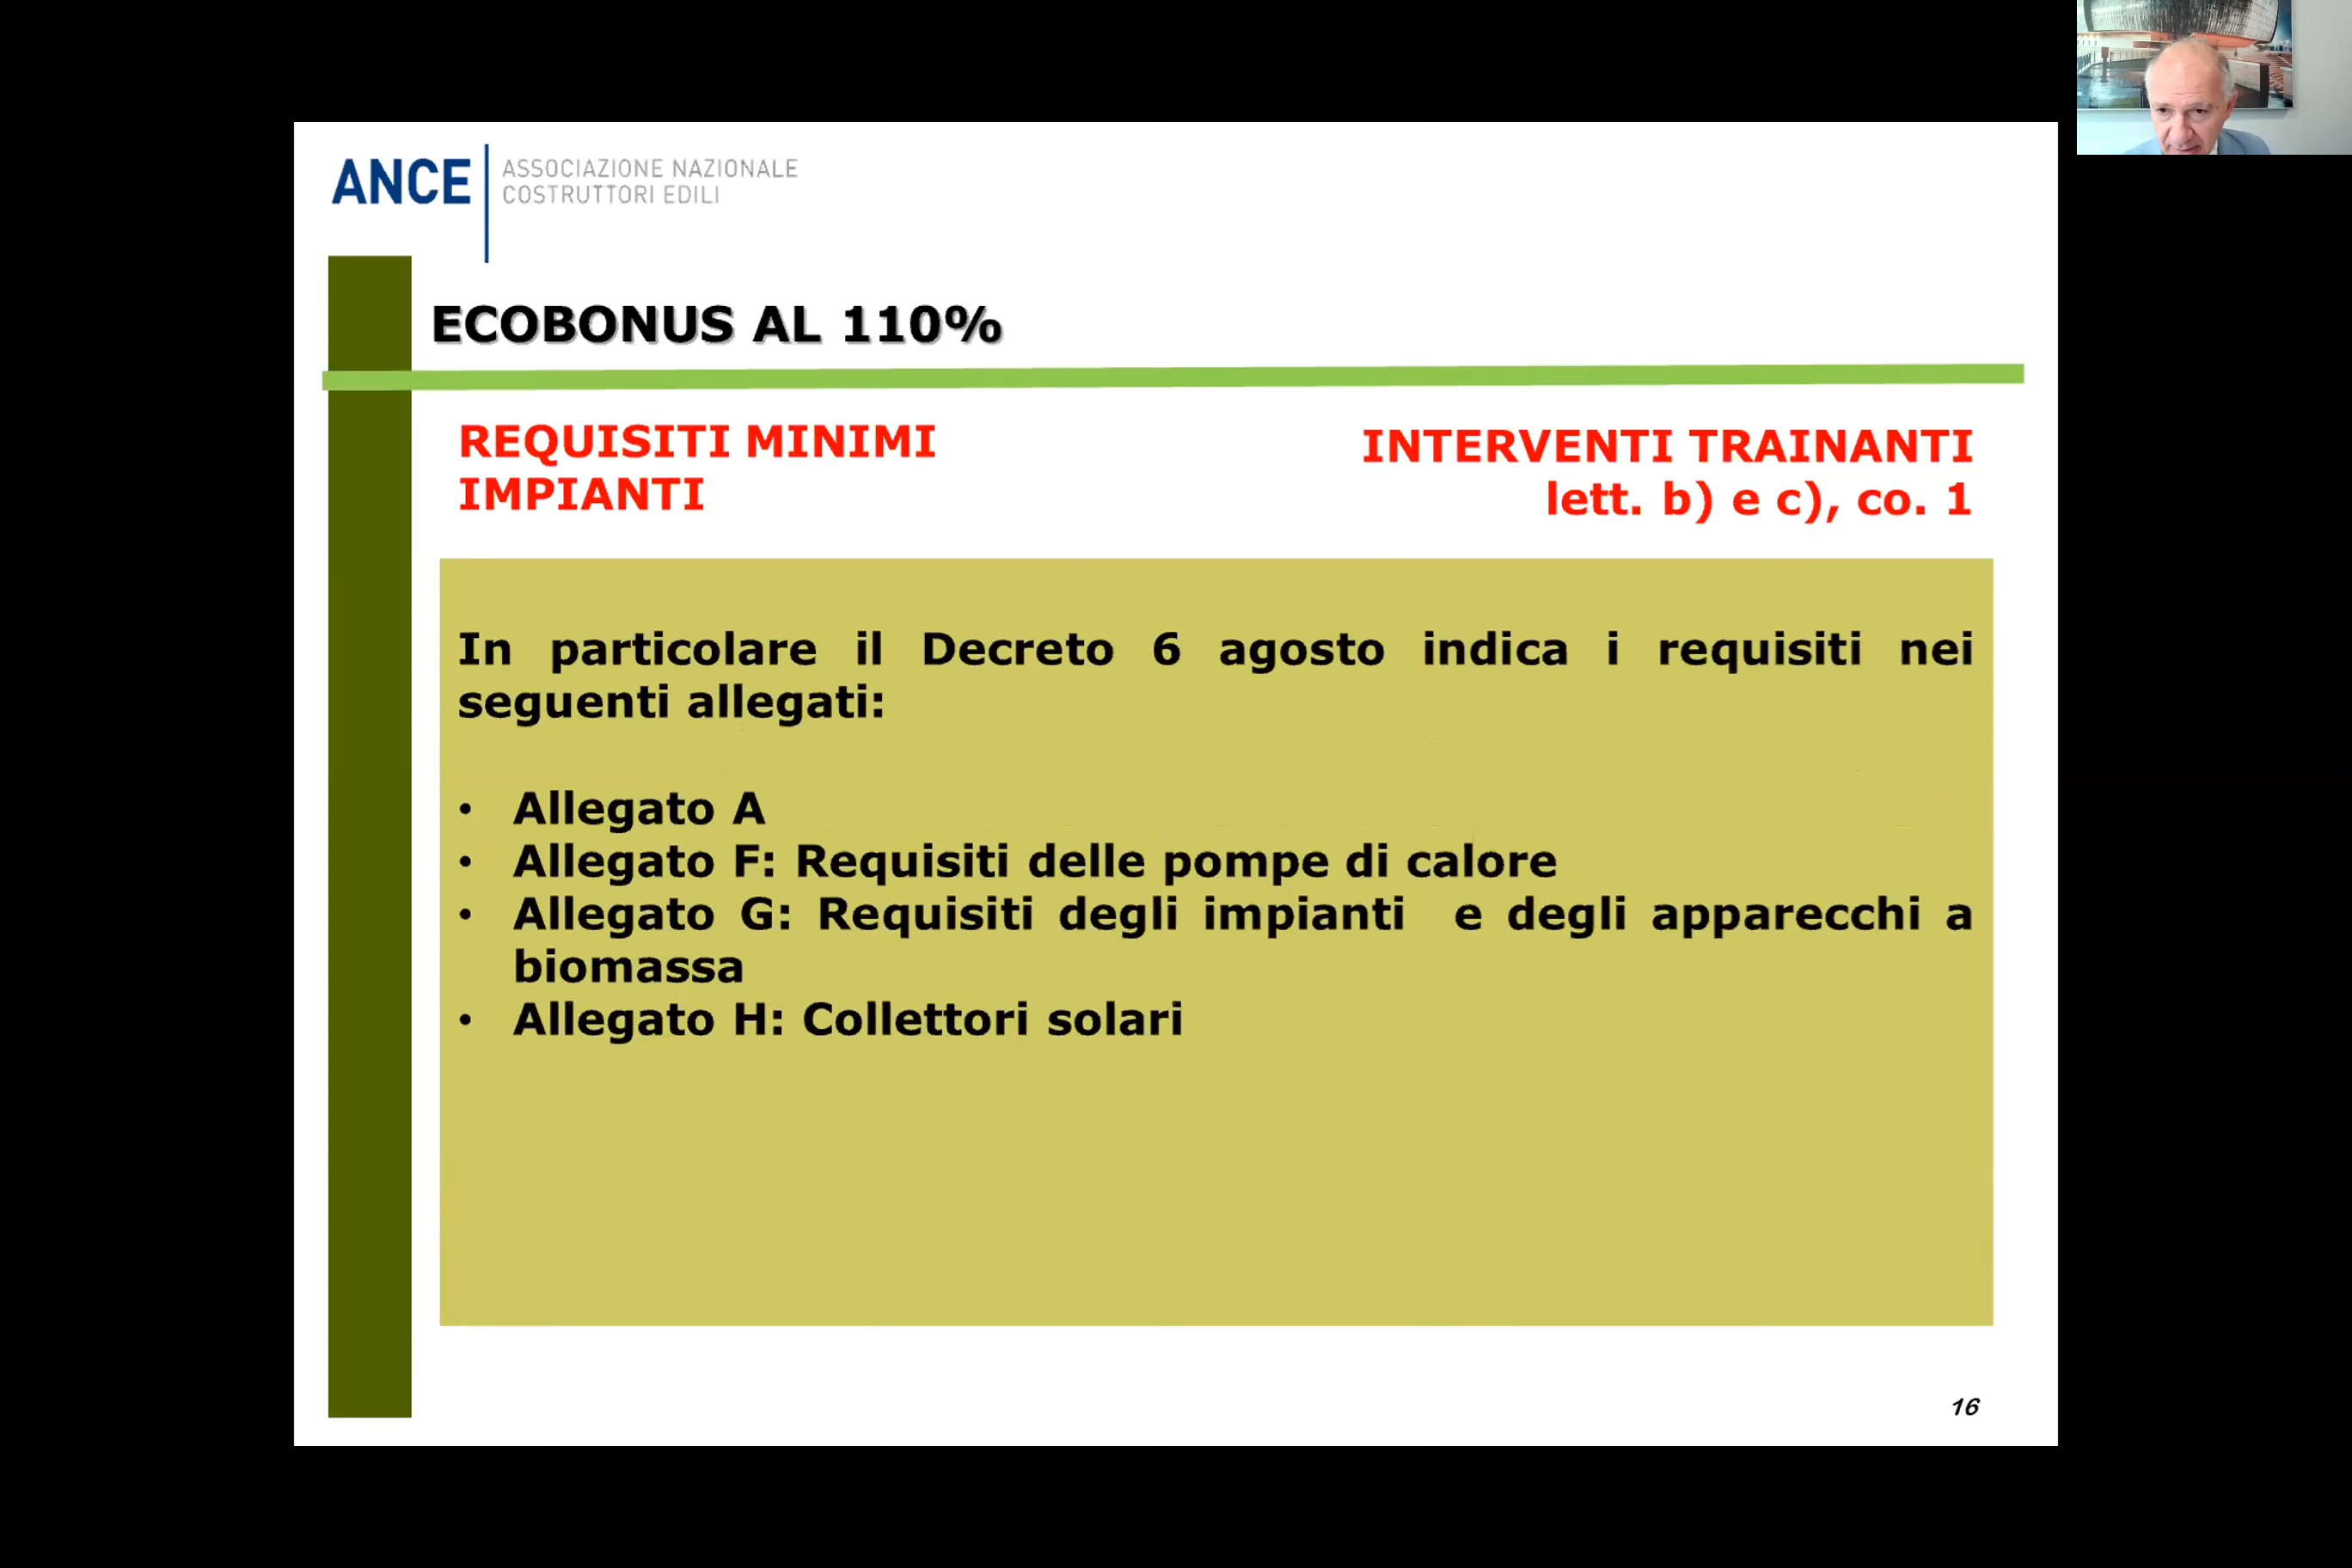 ANCE
ASSOCIAZIONE NAZIONALE
COSTRUTTORI EDILI
ECOBONUS AL 110%
REQUISITI MINIMI
IMPIANTI
INTERVENTI TRAINANTI
lett. b) e c), co. 1
In particolare il Decreto 6 agosto indica i requisiti nei
seguenti allegati:
• Allegato A
• Allegato F: Requisiti delle pompe di calore
• Allegato G: Requisiti degli impianti e degli apparecchi a
biomassa
• Allegato H: Collettori solari
16